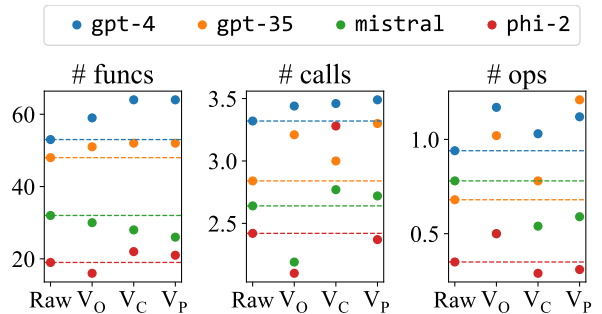 gpt-4 gpt-35 mistral phi-2
# funcs # calls # ops
60
40
20
3.5
3.0
2.5
1.0
0.5
Raw V_O V_C V_P Raw V_O V_C V_P Raw V_O V_C V_P